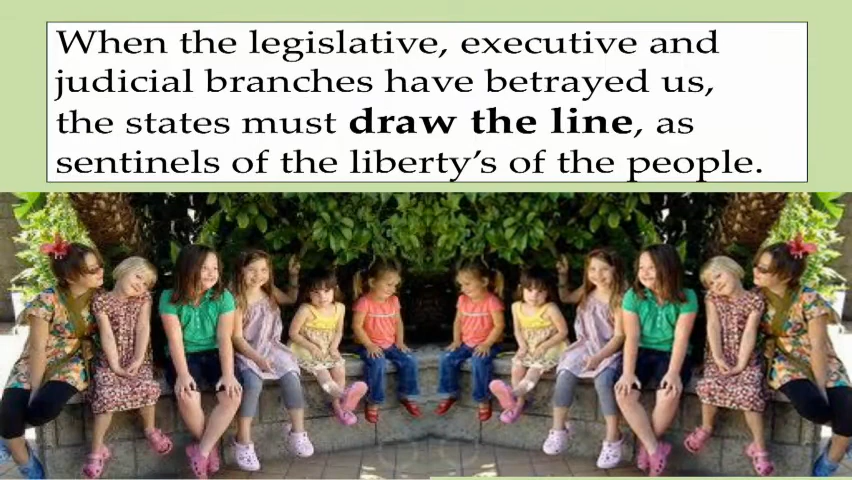 When the legislative, executive and
judicial branches have betrayed us,
the states must draw the line, as
sentinels of the liberty’s of the people.